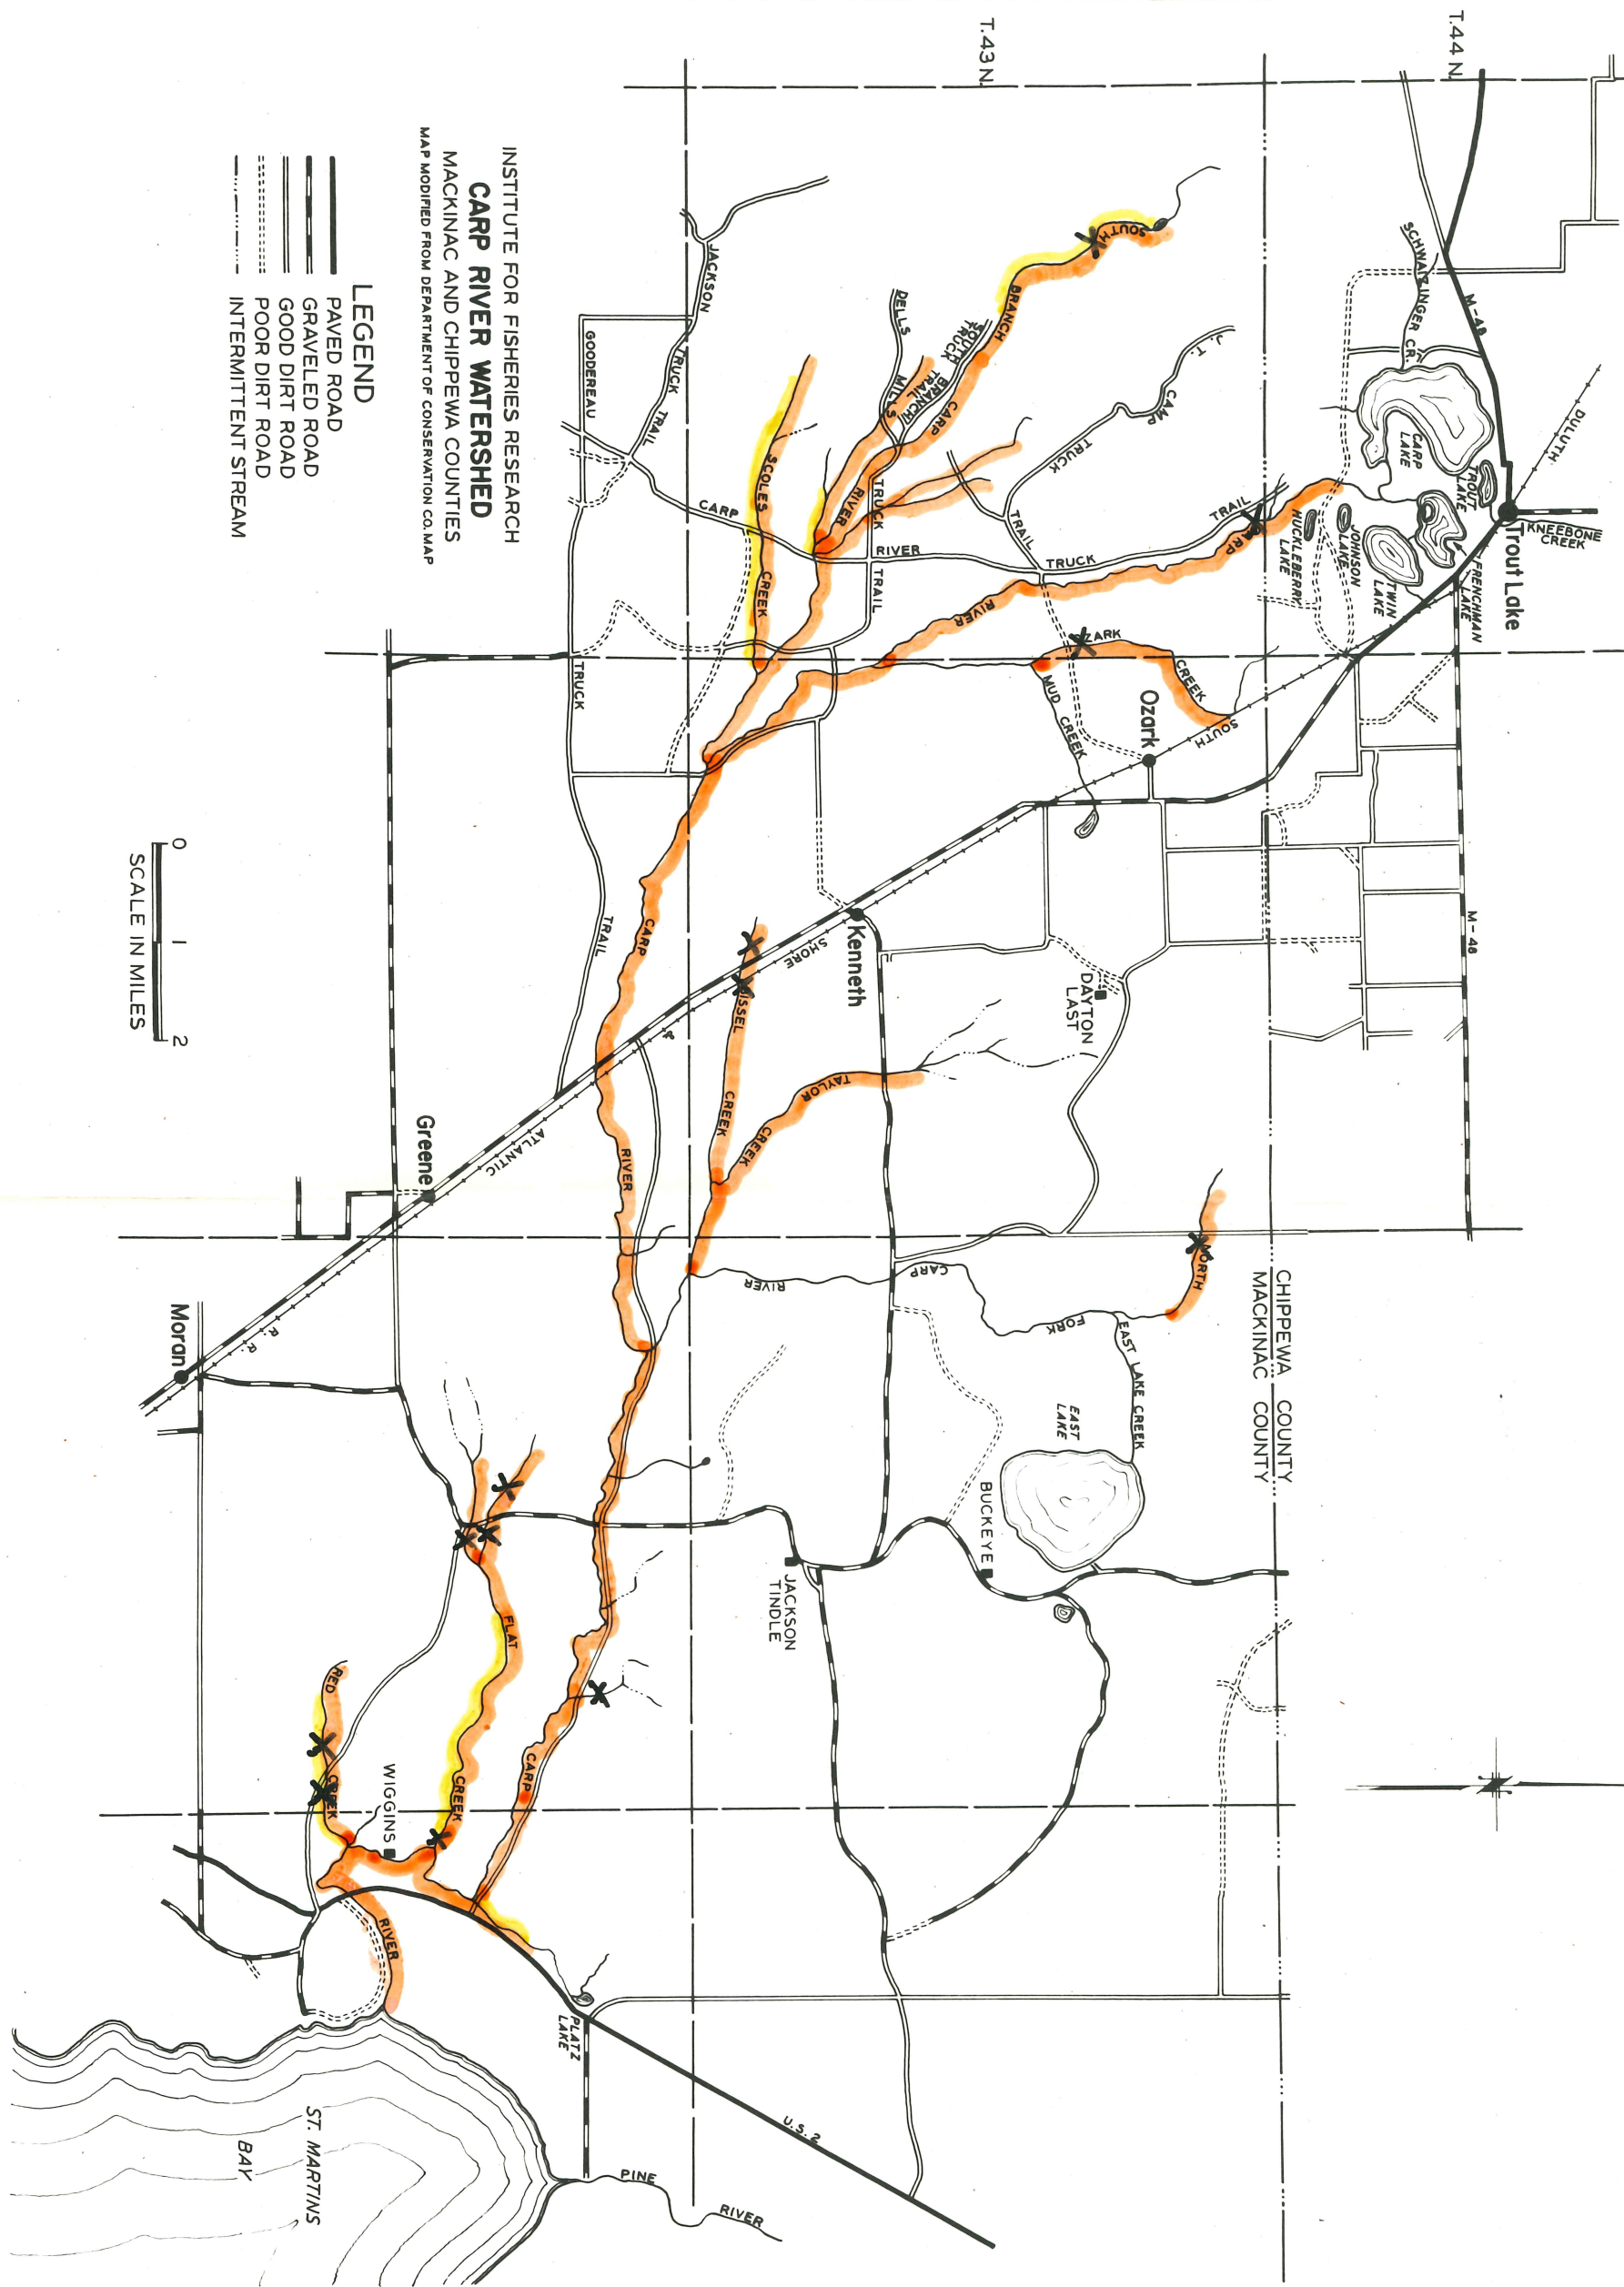 T.44 N.
T.43 N.
INSTITUTE FOR FISHERIES RESEARCH
CARP RIVER WATERSHED
MACKINAC AND CHIPPEWA COUNTIES
MAP MODIFIED FROM DEPARTMENT OF CONSERVATION CO. MAP
LEGEND
PAVED ROAD
GRAVELED ROAD
GOOD DIRT ROAD
POOR DIRT ROAD
INTERMITTENT STREAM
0 1 2
SCALE IN MILES
KNEEBONE
CREEK
Trout Lake
DULUTH
M-48
SCHWATZINGER CR.
CARP
LAKE
TROUT
LAKE
FRENCHMAN
LAKE
TWIN
LAKE
JOHNSON
LAKE
HUCKLEBERRY
LAKE
M-48
CARP
RIVER
TRUCK
TRAIL
J. T.
CAMP
TRUCK
TRAIL
SOUTH
BRANCH
CARP
RIVER
SOUTH BRANCH
TRUCK TRAIL
DELLS
MILLS
TRUCK
TRAIL
CARP
RIVER
JACKSON
TRUCK
TRAIL
GOODEREAU
TRUCK
TRAIL
SCOLES
CREEK
CREEK
MUD
CREEK
Ozark
SOUTH
SHORE
&
ATLANTIC
R. R.
Kenneth
DAYTON
LAST
CREEK
TAYLOR
CREEK
CARP
RIVER
Greene
Moran
NORTH
FORK
CARP
RIVER
EAST LAKE CREEK
EAST
LAKE
CHIPPEWA COUNTY
MACKINAC COUNTY
BUCKEYE
JACKSON
TINDLE
FLAT
CREEK
RED
CREEK
WIGGINS
CARP
RIVER
PLATZ
LAKE
U.S. 2
PINE
RIVER
ST. MARTINS
BAY